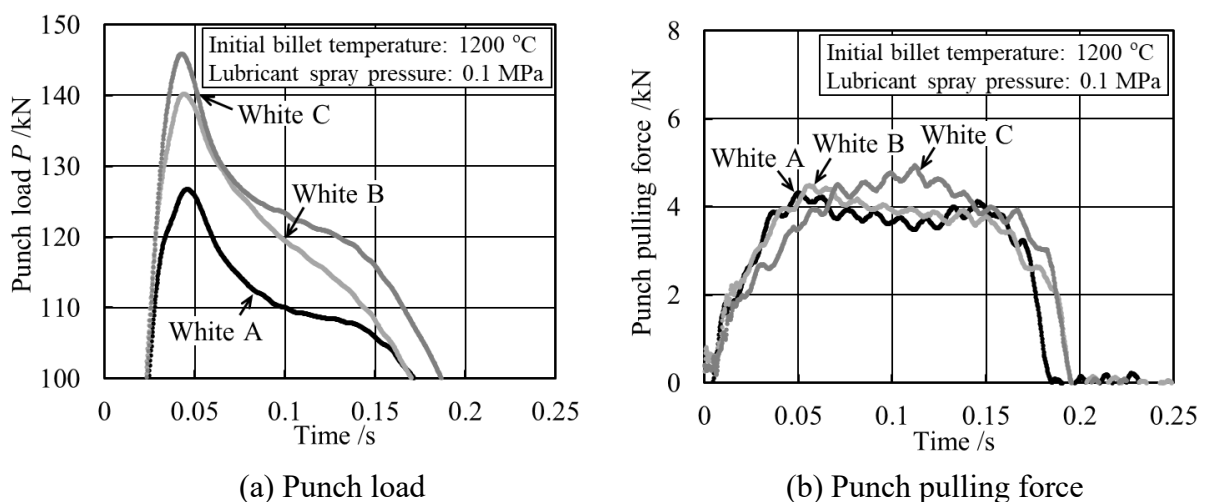 150
140
130
120
110
100
Punch load P /kN
Initial billet temperature: 1200 °C
Lubricant spray pressure: 0.1 MPa
White C
White B
White A
0
0.05
0.1
0.15
0.2
0.25
Time /s
(a) Punch load
8
6
4
2
0
Punch pulling force /kN
Initial billet temperature: 1200 °C
Lubricant spray pressure: 0.1 MPa
White A
White B
White C
0
0.05
0.1
0.15
0.2
0.25
Time /s
(b) Punch pulling force